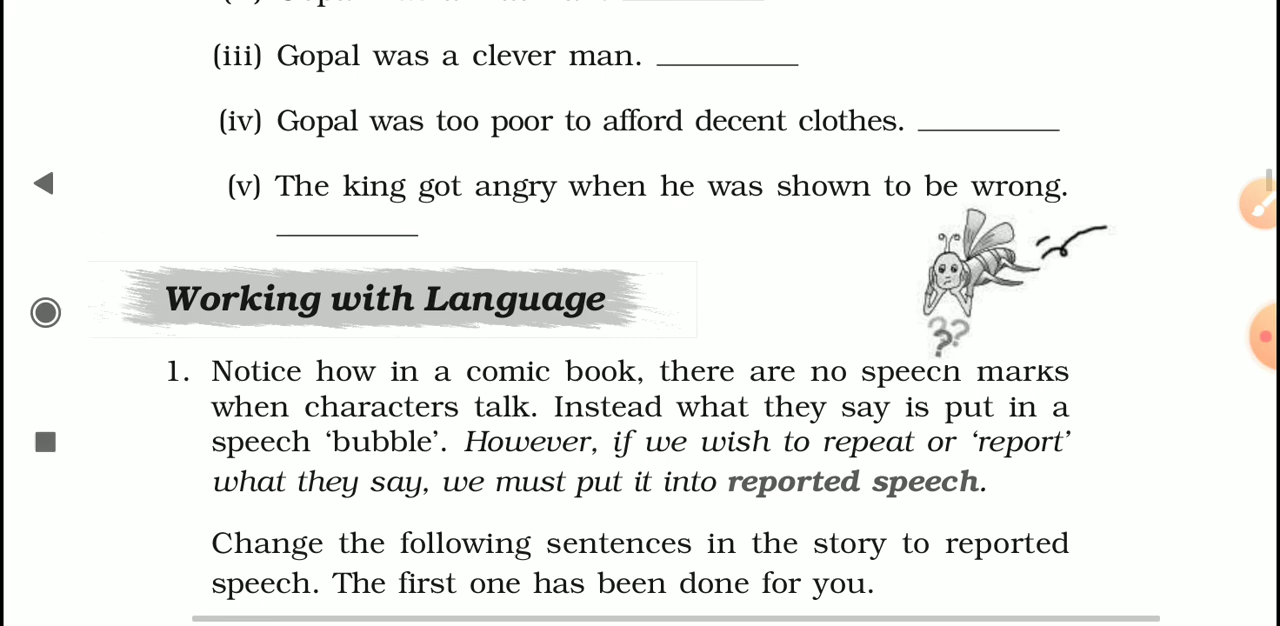 (iii) Gopal was a clever man. __________
(iv) Gopal was too poor to afford decent clothes. __________
(v) The king got angry when he was shown to be wrong.
__________
Working with Language
???
1. Notice how in a comic book, there are no speech marks
when characters talk. Instead what they say is put in a
speech ‘bubble’. However, if we wish to repeat or ‘report’
what they say, we must put it into reported speech.
Change the following sentences in the story to reported
speech. The first one has been done for you.